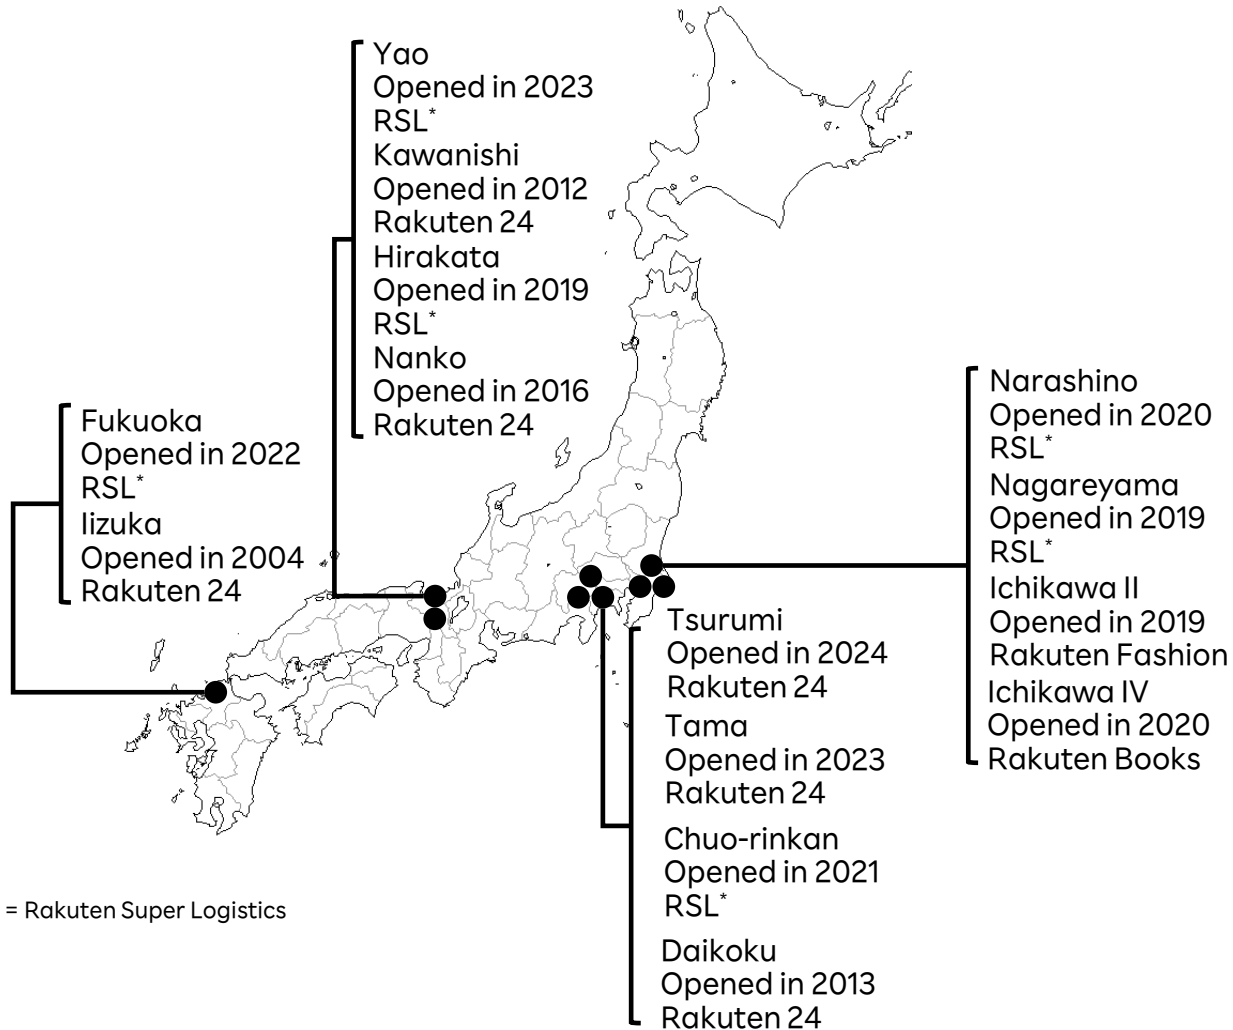 Yao
Opened in 2023
RSL*
Kawanishi
Opened in 2012
Rakuten 24
Hirakata
Opened in 2019
RSL*
Nanko
Opened in 2016
Rakuten 24
Fukuoka
Opened in 2022
RSL*
Iizuka
Opened in 2004
Rakuten 24
Narashino
Opened in 2020
RSL*
Nagareyama
Opened in 2019
RSL*
Ichikawa II
Opened in 2019
Rakuten Fashion
Ichikawa IV
Opened in 2020
Rakuten Books
Tsurumi
Opened in 2024
Rakuten 24
Tama
Opened in 2023
Rakuten 24
Chuo-rinkan
Opened in 2021
RSL*
Daikoku
Opened in 2013
Rakuten 24
= Rakuten Super Logistics